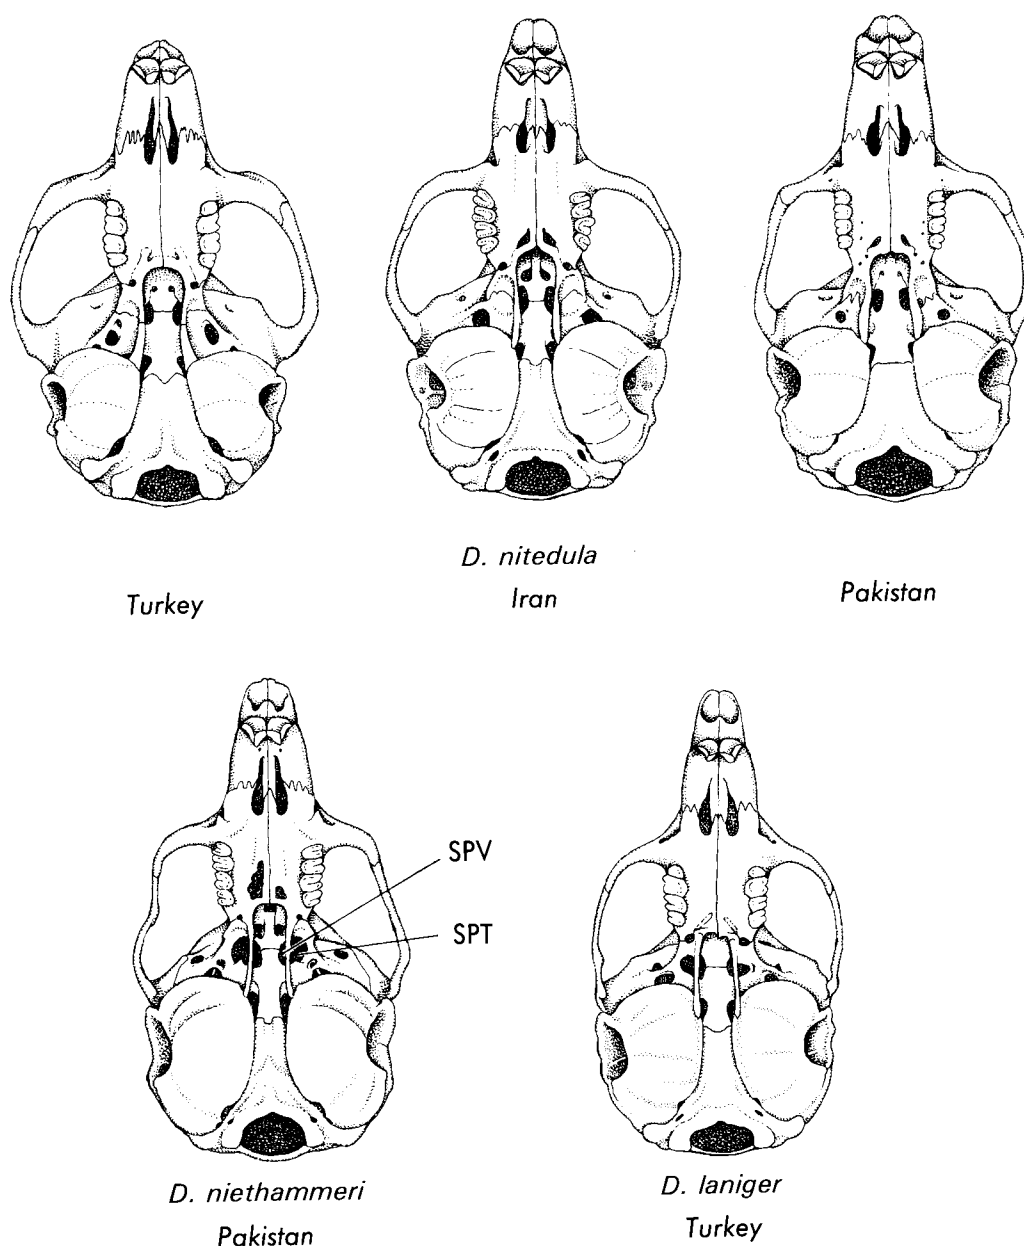 D. nitedula
Turkey
Iran
Pakistan
SPV
SPT
D. niethammeri
Pakistan
D. laniger
Turkey